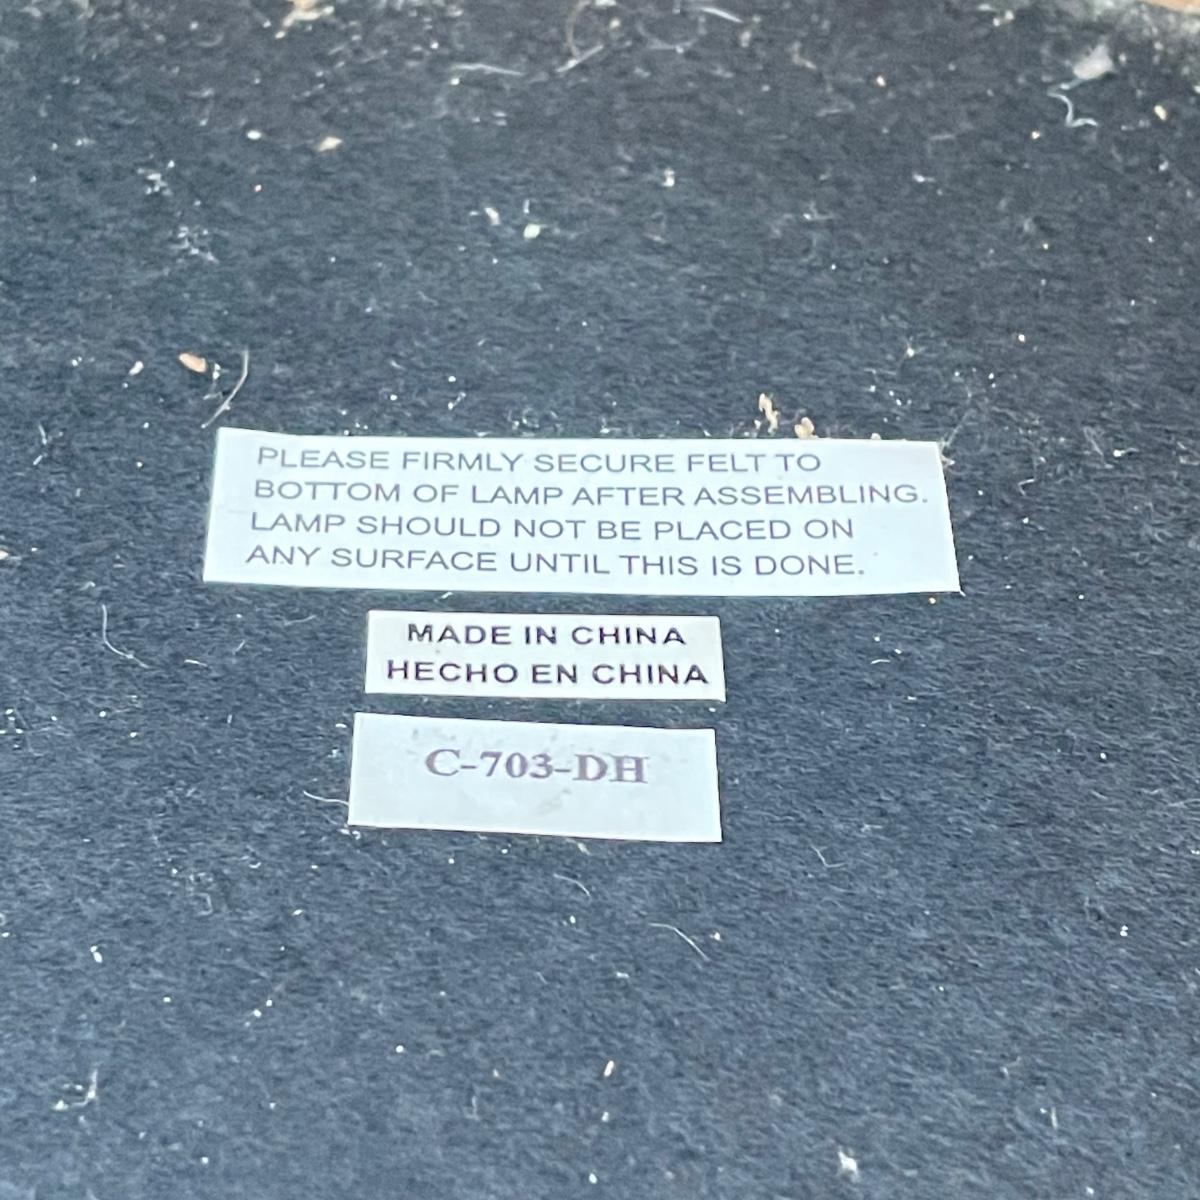 PLEASE FIRMLY SECURE FELT TO
BOTTOM OF LAMP AFTER ASSEMBLING.
LAMP SHOULD NOT BE PLACED ON
ANY SURFACE UNTIL THIS IS DONE.
MADE IN CHINA
HECHO EN CHINA
C-703-DH